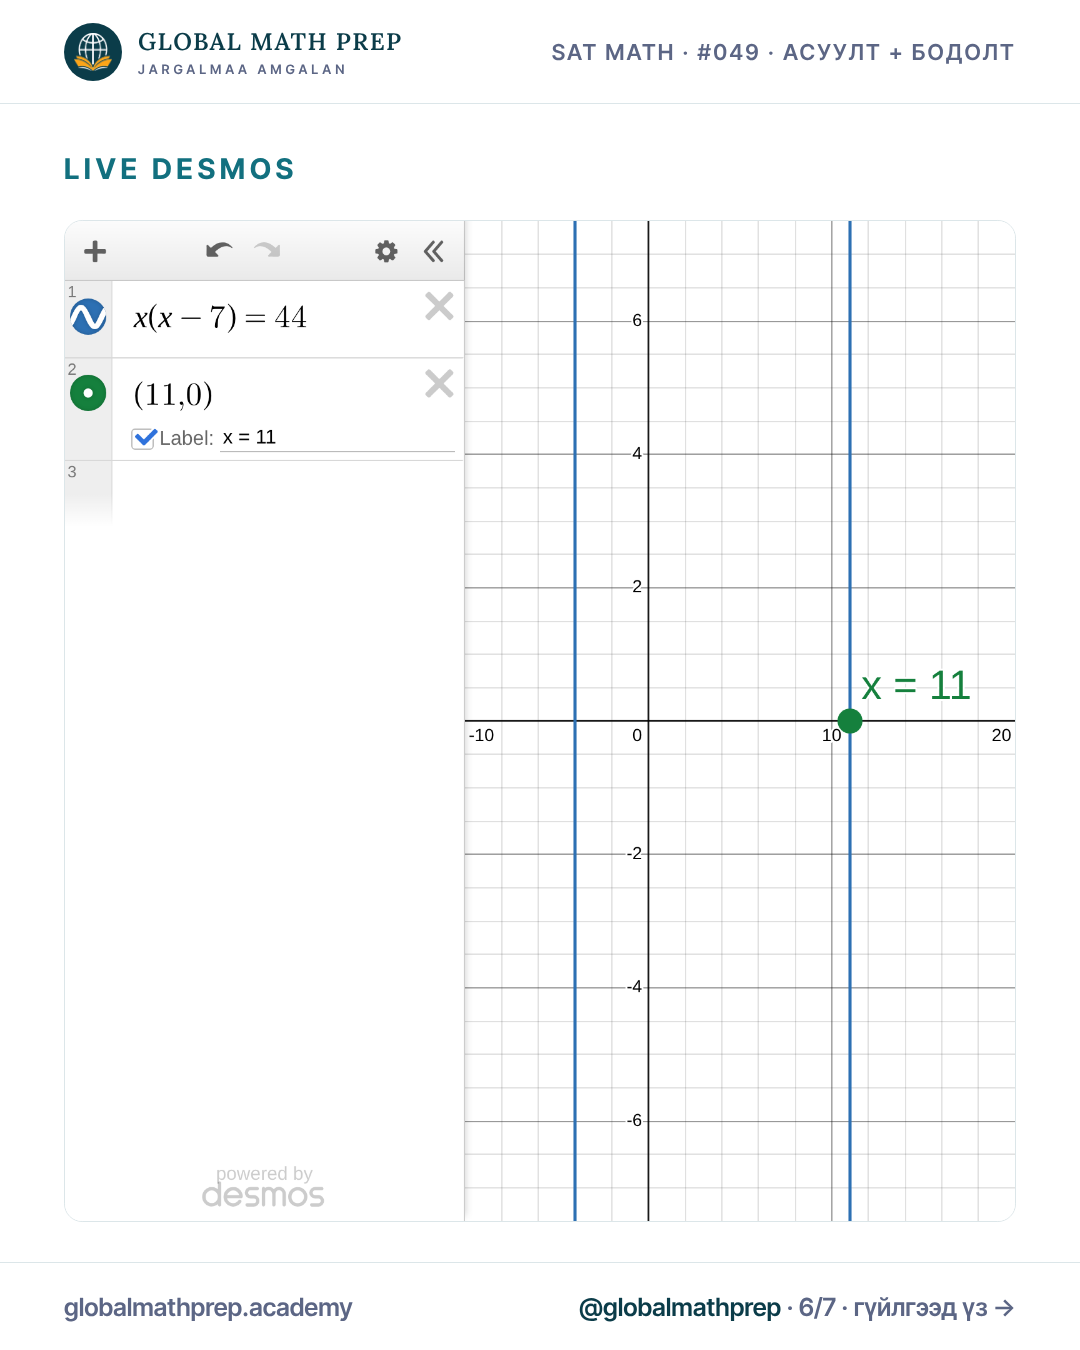 GLOBAL MATH PREP
JARGALMAA AMGALAN
SAT MATH · #049 · АСУУЛТ + БОДОЛТ
LIVE DESMOS
1
x(x − 7) = 44
2
(11,0)
Label: x = 11
3
powered by
desmos
6
4
2
x = 11
-10
0
10
20
-2
-4
-6
globalmathprep.academy
@globalmathprep · 6/7 · гүйлгээд үз →